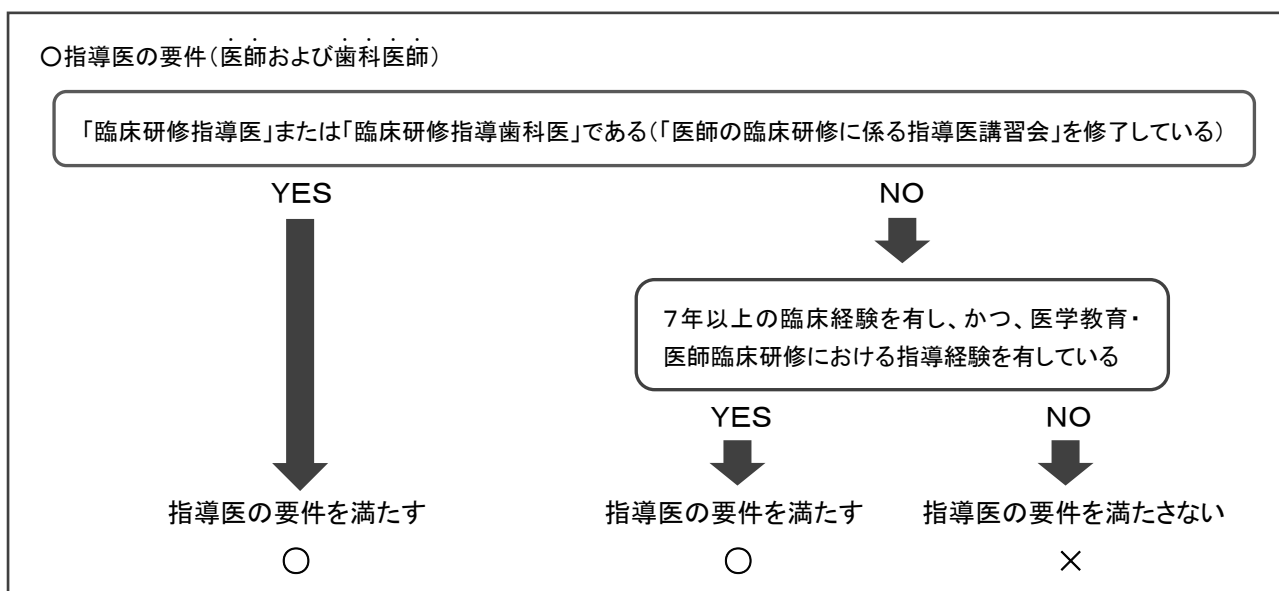 〇指導医の要件(医師および歯科医師)
「臨床研修指導医」または「臨床研修指導歯科医」である(「医師の臨床研修に係る指導医講習会」を修了している)
YES
NO
7年以上の臨床経験を有し、かつ、医学教育・
医師臨床研修における指導経験を有している
YES
NO
指導医の要件を満たす
指導医の要件を満たす
指導医の要件を満たさない
〇
〇
×